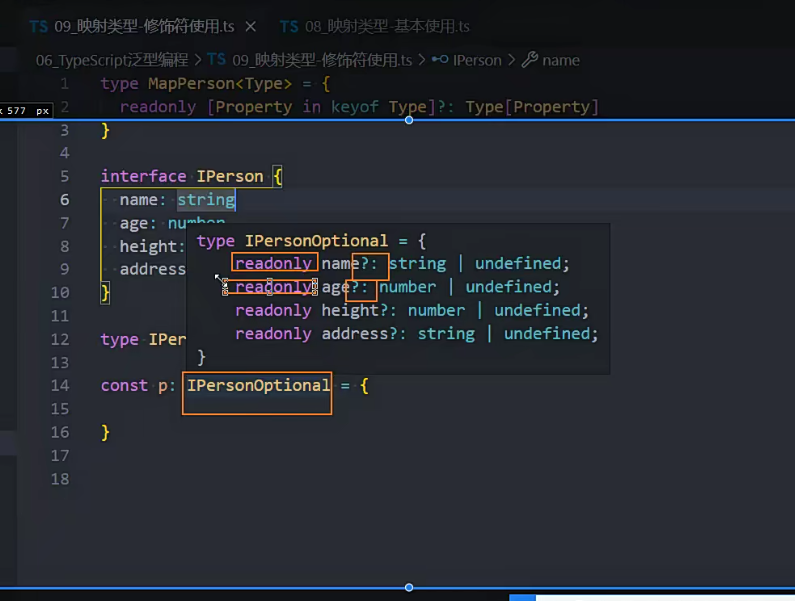 TS 09_映射类型-修饰符使用.ts × TS 08_映射类型-基本使用.ts
06_TypeScript泛型编程 > TS 09_映射类型-修饰符使用.ts > IPerson > name
1 type MapPerson<Type> = {
577 px
2 readonly [Property in keyof Type]?: Type[Property]
3 }
4
5 interface IPerson {
6 name: string
7 age: number
8 height:
9 address
10 }
11
12 type IPer
13
14 const p: IPersonOptional = {
15
16 }
17
18
type IPersonOptional = {
readonly name?: string | undefined;
readonly age?: number | undefined;
readonly height?: number | undefined;
readonly address?: string | undefined;
}